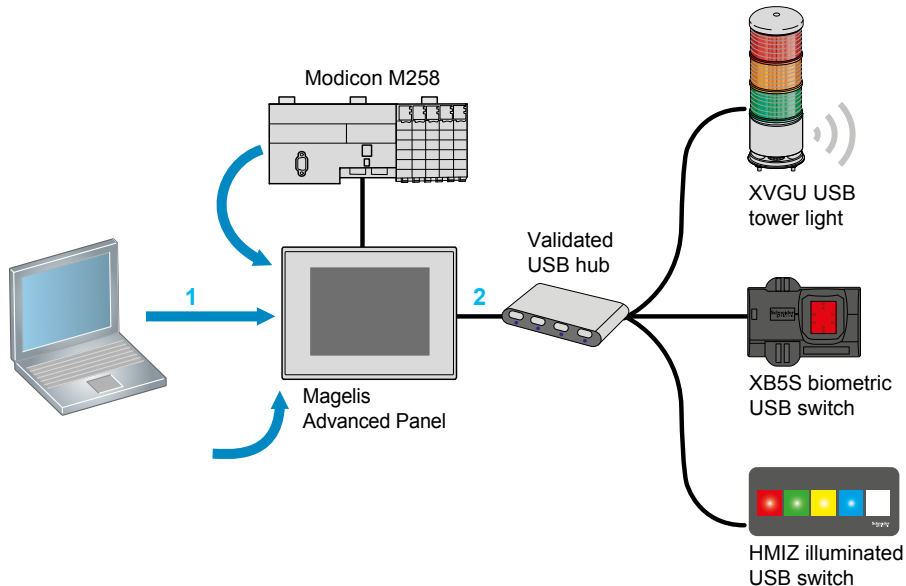 Modicon M258
XVGU USB
tower light
Validated
USB hub
1
2
Magelis
Advanced Panel
XB5S biometric
USB switch
HMIZ illuminated
USB switch